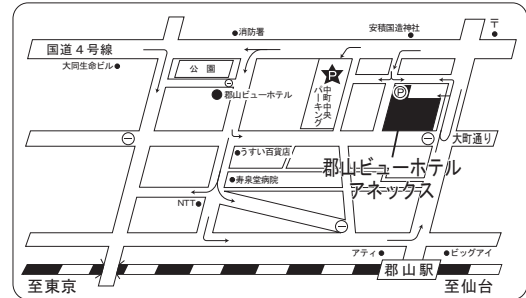 〒
●消防署
安積国造神社
国道4号線
大同生命ビル●
公園
P
P
●郡山ビューホテル
中町中央
パーキング
大町通り
●うすい百貨店
郡山ビューホテル
アネックス
●寿泉堂病院
NTT●
アティ●
●ビッグアイ
郡山駅
至東京
至仙台